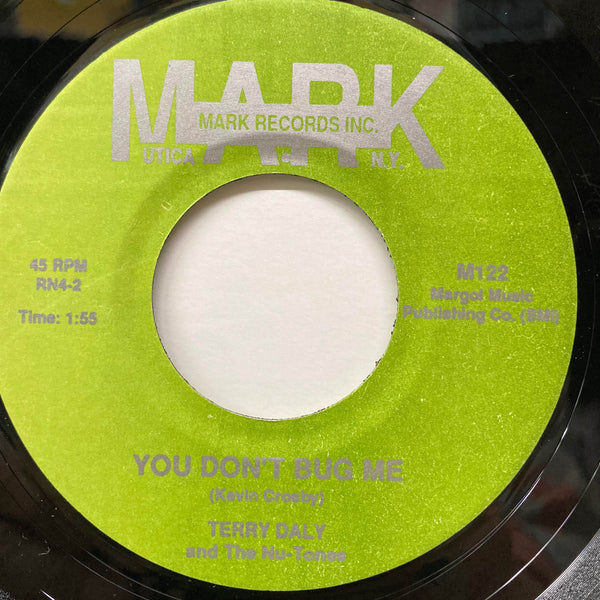 MARK
MARK RECORDS INC.
UTICA N.Y.
45 RPM
RN4-2
Time: 1:55
M122
Margot Music
Publishing Co. (BMI)
YOU DON'T BUG ME
(Kevin Crosby)
TERRY DALY
and The Nu-Tones